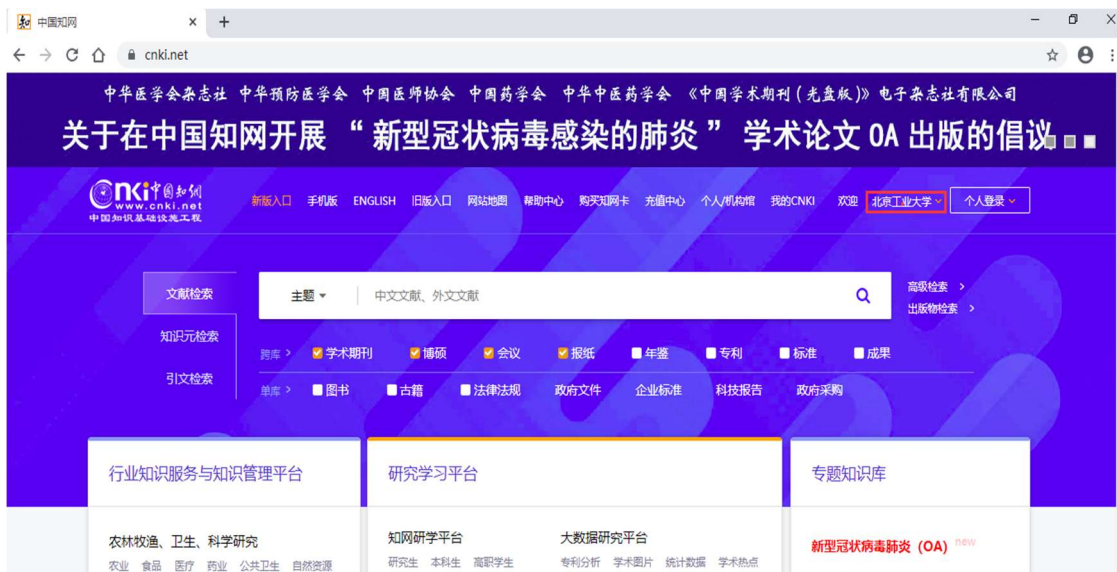 中国知网
cnki.net
中华医学会杂志社 中华预防医学会 中国医师协会 中国药学会 中华中医药学会 《中国学术期刊(光盘版)》电子杂志社有限公司
关于在中国知网开展“新型冠状病毒感染的肺炎”学术论文OA出版的倡议
cnki中国知网
www.cnki.net
中国知识基础设施工程
新版入口 手机版 ENGLISH 旧版入口 网站地图 帮助中心 购买知网卡 充值中心 个人/机构馆 我的CNKI 欢迎 北京工业大学 个人登录
文献检索 主题 中文文献、外文文献 高级检索 >
出版物检索 >
知识元检索
跨库 > 学术期刊 博硕 会议 报纸 年鉴 专利 标准 成果
引文检索
单库 > 图书 古籍 法律法规 政府文件 企业标准 科技报告 政府采购
行业知识服务与知识管理平台 研究学习平台 专题知识库
农林牧渔、卫生、科学研究 知网研学平台 大数据研究平台 新型冠状病毒肺炎(OA) new
农业 食品 医疗 药业 公共卫生 自然资源 研究生 本科生 高职学生 专利分析 学术图片 统计数据 学术热点